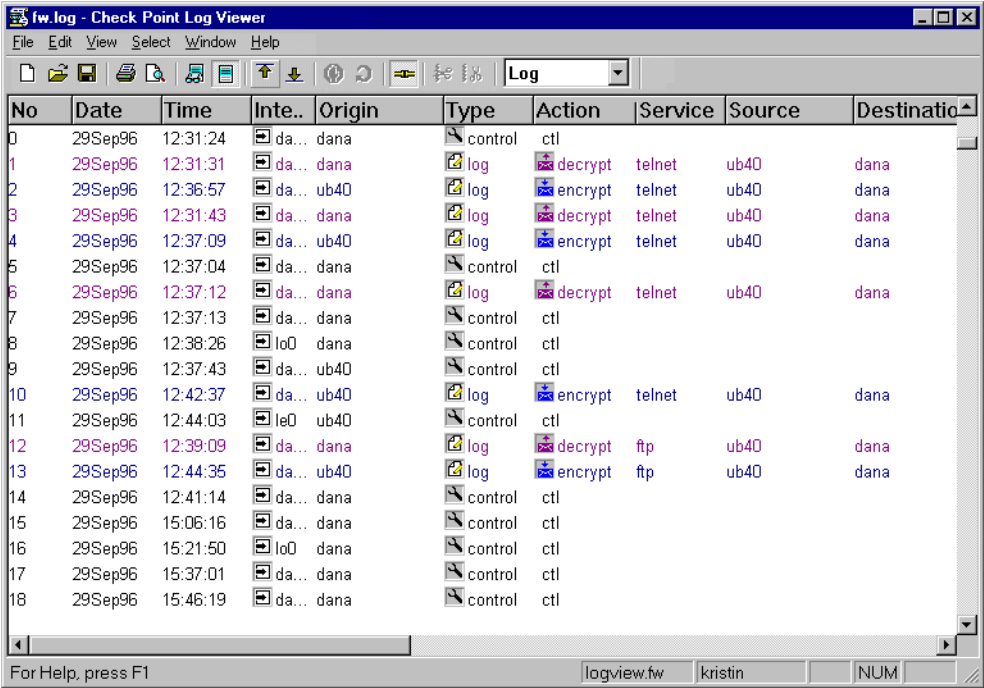 fw.log - Check Point Log Viewer
File Edit View Select Window Help
Log
No Date Time Inte.. Origin Type Action Service Source Destinatio
0 29Sep96 12:31:24 da... dana control ctl
1 29Sep96 12:31:31 da... dana log decrypt telnet ub40 dana
2 29Sep96 12:36:57 da... ub40 log encrypt telnet ub40 dana
3 29Sep96 12:31:43 da... dana log decrypt telnet ub40 dana
4 29Sep96 12:37:09 da... ub40 log encrypt telnet ub40 dana
5 29Sep96 12:37:04 da... dana control ctl
6 29Sep96 12:37:12 da... dana log decrypt telnet ub40 dana
7 29Sep96 12:37:13 da... dana control ctl
8 29Sep96 12:38:26 lo0 dana control ctl
9 29Sep96 12:37:43 da... ub40 control ctl
10 29Sep96 12:42:37 da... ub40 log encrypt telnet ub40 dana
11 29Sep96 12:44:03 le0 ub40 control ctl
12 29Sep96 12:39:09 da... dana log decrypt ftp ub40 dana
13 29Sep96 12:44:35 da... ub40 log encrypt ftp ub40 dana
14 29Sep96 12:41:14 da... dana control ctl
15 29Sep96 15:06:16 da... dana control ctl
16 29Sep96 15:21:50 lo0 dana control ctl
17 29Sep96 15:37:01 da... dana control ctl
18 29Sep96 15:46:19 da... dana control ctl
For Help, press F1 logview.fw kristin NUM